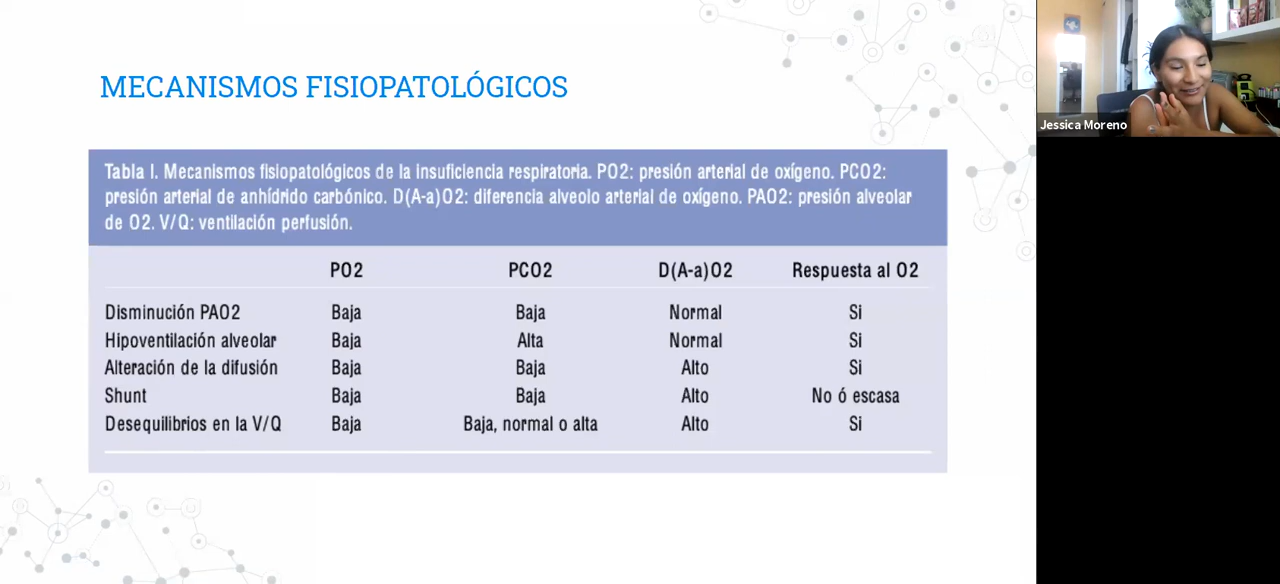 MECANISMOS FISIOPATOLÓGICOS
Tabla I. Mecanismos fisiopatológicos de la insuficiencia respiratoria. PO2: presión arterial de oxígeno. PCO2:
presión arterial de anhídrido carbónico. D(A-a)O2: diferencia alveolo arterial de oxígeno. PAO2: presión alveolar
de O2. V/Q: ventilación perfusión.
PO2 PCO2 D(A-a)O2 Respuesta al O2
Disminución PAO2 Baja Baja Normal Si
Hipoventilación alveolar Baja Alta Normal Si
Alteración de la difusión Baja Baja Alto Si
Shunt Baja Baja Alto No ó escasa
Desequilibrios en la V/Q Baja Baja, normal o alta Alto Si
Jessica Moreno